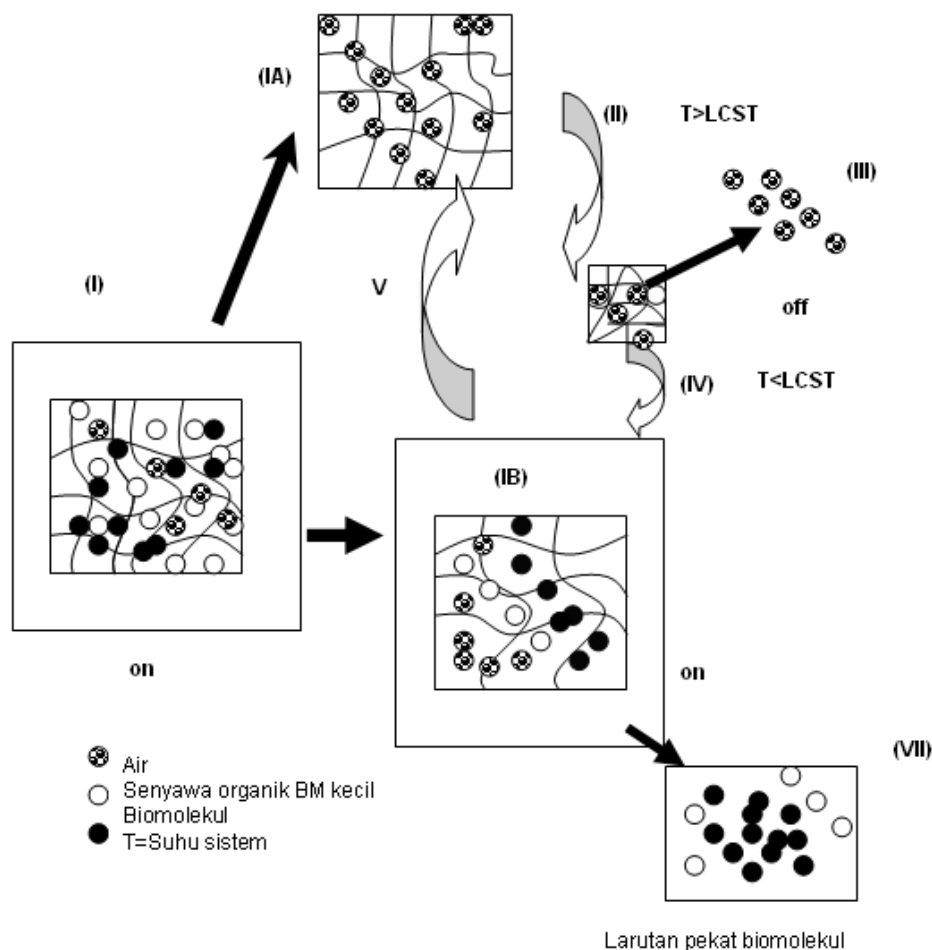 (IA)
(II)
T>LCST
(III)
(I)
V
off
(IV)
T<LCST
(IB)
on
on
Air
Senyawa organik BM kecil
Biomolekul
T=Suhu sistem
(VII)
Larutan pekat biomolekul